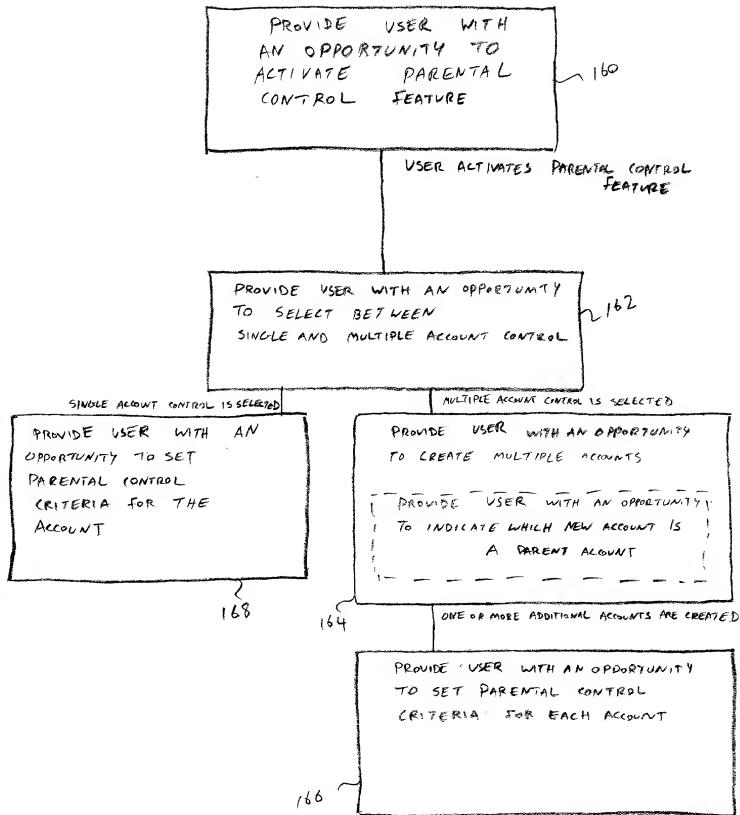 PROVIDE USER WITH
AN OPPORTUNITY TO
ACTIVATE PARENTAL
CONTROL FEATURE
160
USER ACTIVATES PARENTAL CONTROL
FEATURE
PROVIDE USER WITH AN OPPORTUNITY
TO SELECT BETWEEN
SINGLE AND MULTIPLE ACCOUNT CONTROL
162
SINGLE ACCOUNT CONTROL IS SELECTED
MULTIPLE ACCOUNT CONTROL IS SELECTED
PROVIDE USER WITH AN
OPPORTUNITY TO SET
PARENTAL CONTROL
CRITERIA FOR THE
ACCOUNT
168
PROVIDE USER WITH AN OPPORTUNITY
TO CREATE MULTIPLE ACCOUNTS
PROVIDE USER WITH AN OPPORTUNITY
TO INDICATE WHICH NEW ACCOUNT IS
A PARENT ACOUNT
164
ONE OR MORE ADDITIONAL ACCOUNTS ARE CREATED
PROVIDE USER WITH AN OPPORTUNITY
TO SET PARENTAL CONTROL
CRITERIA FOR EACH ACCOUNT
166